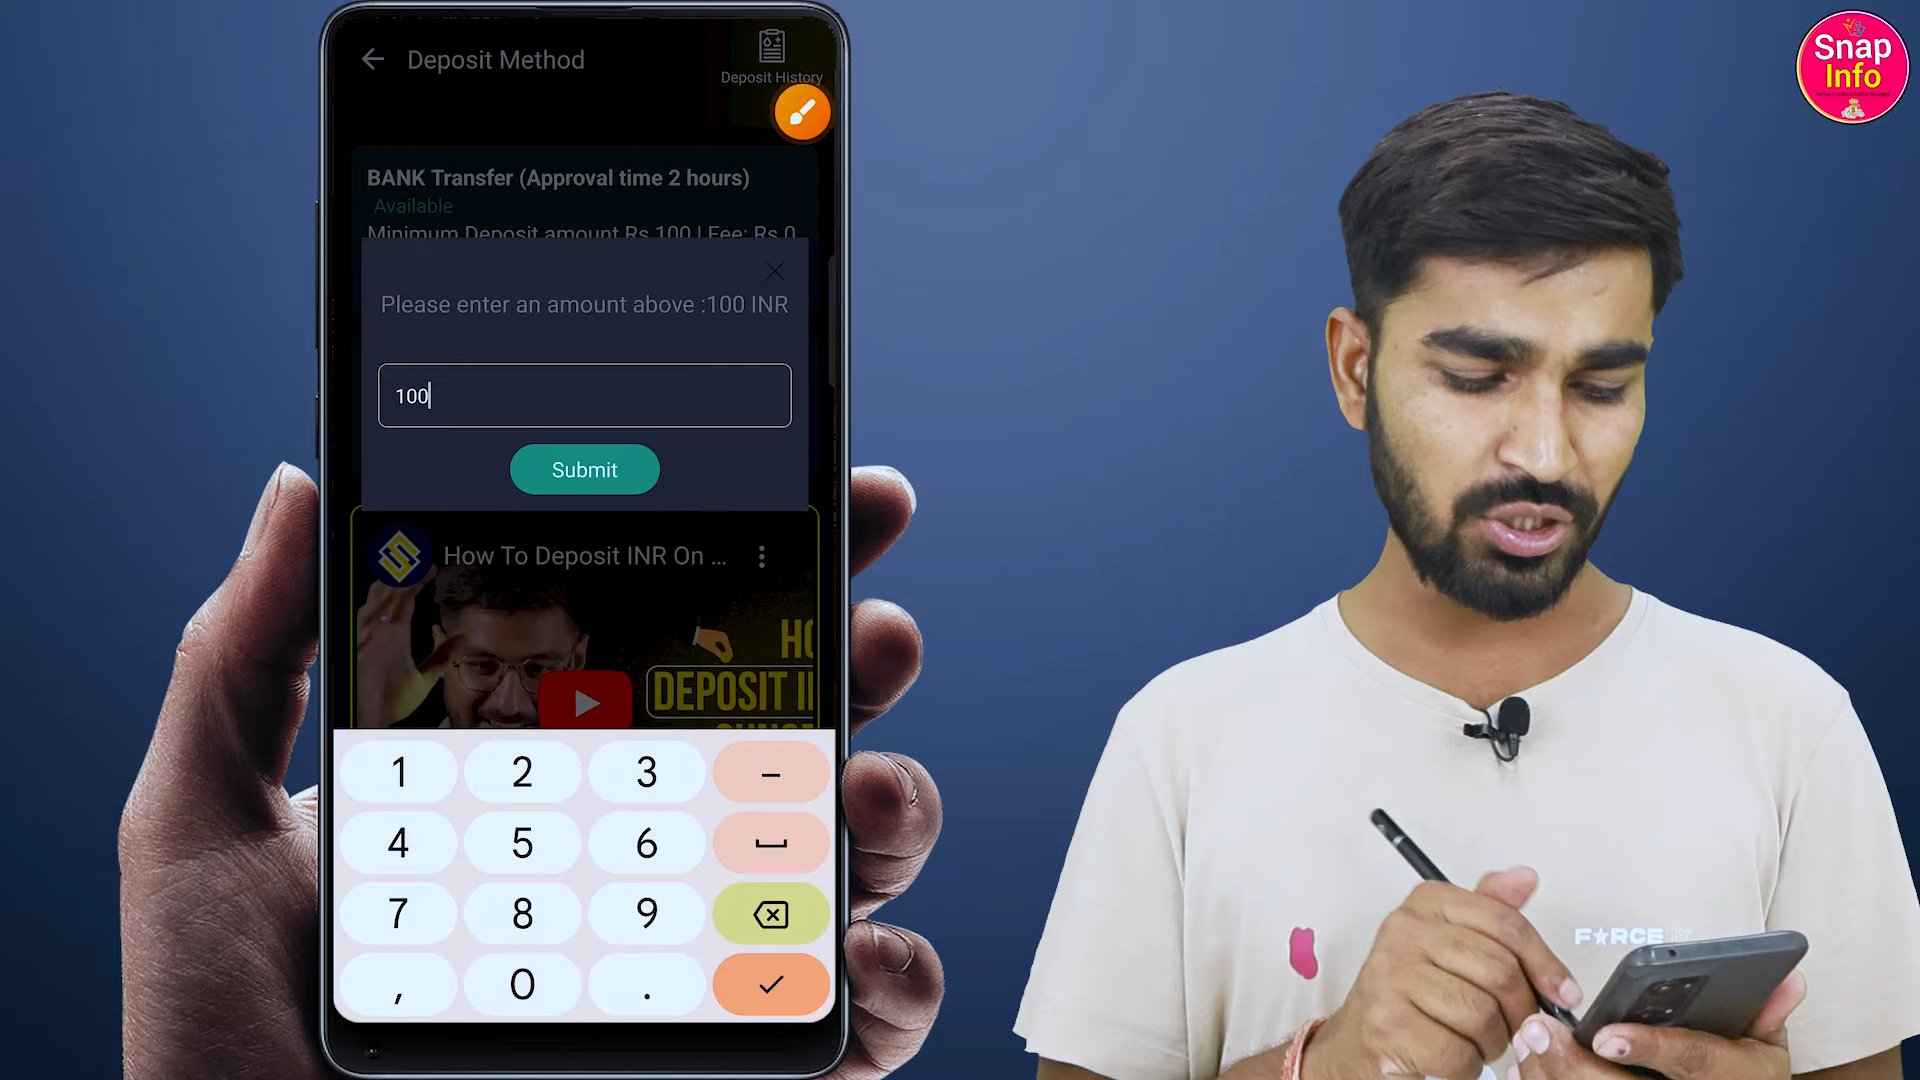 Deposit Method
Deposit History
BANK Transfer (Approval time 2 hours)
Available
Minimum Deposit amount Rs 100 | Fee: Rs 0
Please enter an amount above :100 INR
100
Submit
How To Deposit INR On ...
DEPOSIT
1 2 3 –
4 5 6
7 8 9
, 0 .
Snap
Info
FORCE